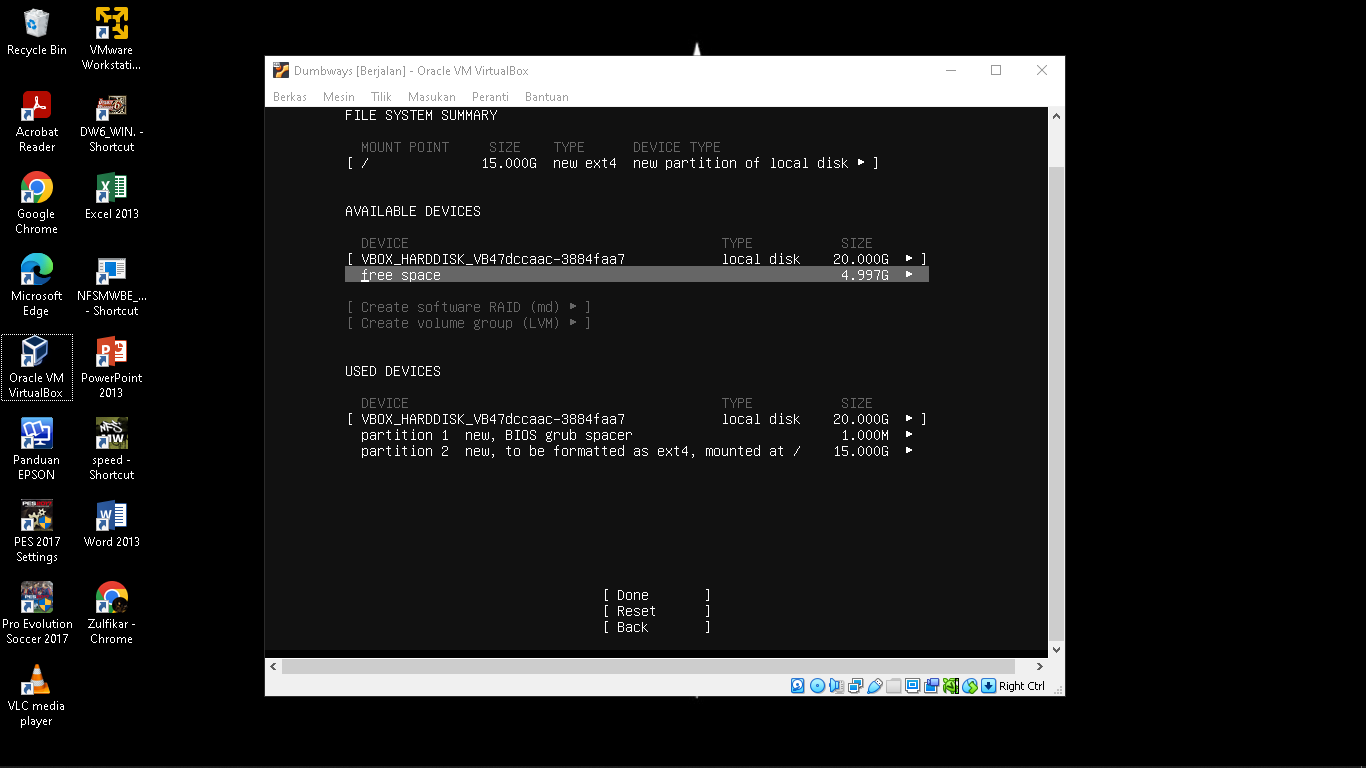 Recycle Bin
VMware
Workstati...
Acrobat
Reader
DW6_WIN. -
Shortcut
Google
Chrome
Excel 2013
Microsoft
Edge
NFSMWBE_...
- Shortcut
Oracle VM
VirtualBox
PowerPoint
2013
Panduan
EPSON
speed -
Shortcut
PES 2017
Settings
Word 2013
Pro Evolution
Soccer 2017
Zulfikar -
Chrome
VLC media
player
Dumbways [Berjalan] - Oracle VM VirtualBox
Berkas Mesin Tilik Masukan Peranti Bantuan
FILE SYSTEM SUMMARY
MOUNT POINT SIZE TYPE DEVICE TYPE
[ / 15.000G new ext4 new partition of local disk ▸ ]
AVAILABLE DEVICES
DEVICE TYPE SIZE
[ VBOX_HARDDISK_VB47dccaac-3884faa7 local disk 20.000G ▸ ]
free space 4.997G ▸
[ Create software RAID (md) ▸ ]
[ Create volume group (LVM) ▸ ]
USED DEVICES
DEVICE TYPE SIZE
[ VBOX_HARDDISK_VB47dccaac-3884faa7 local disk 20.000G ▸ ]
partition 1 new, BIOS grub spacer 1.000M ▸
partition 2 new, to be formatted as ext4, mounted at / 15.000G ▸
[ Done ]
[ Reset ]
[ Back ]
Right Ctrl